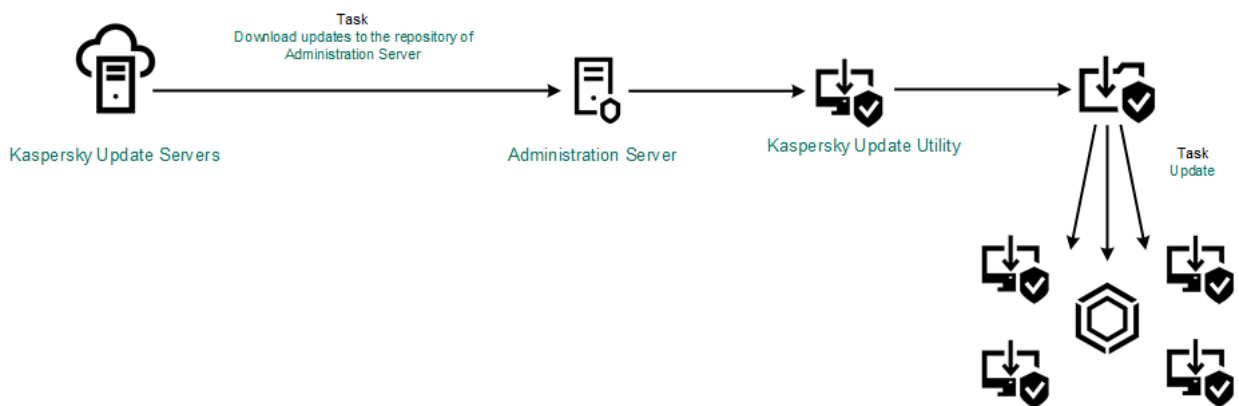 Task
Download updates to the repository of
Administration Server
Kaspersky Update Servers
Administration Server
Kaspersky Update Utility
Task
Update